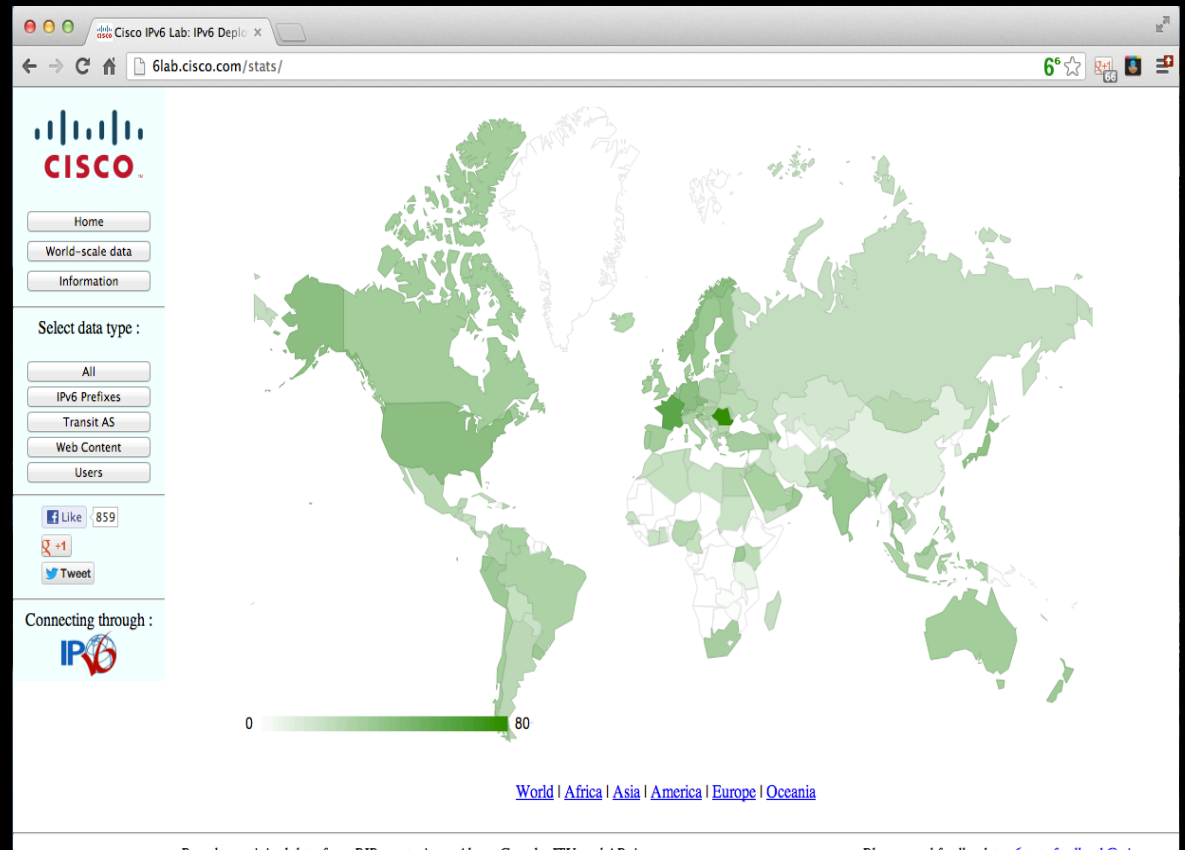 Cisco IPv6 Lab: IPv6 Deplo
6lab.cisco.com/stats/
6⁶
g+1
66
CISCO
Home
World-scale data
Information
Select data type :
All
IPv6 Prefixes
Transit AS
Web Content
Users
Like 859
+1
Tweet
Connecting through :
IPv6
0 80
World | Africa | Asia | America | Europe | Oceania